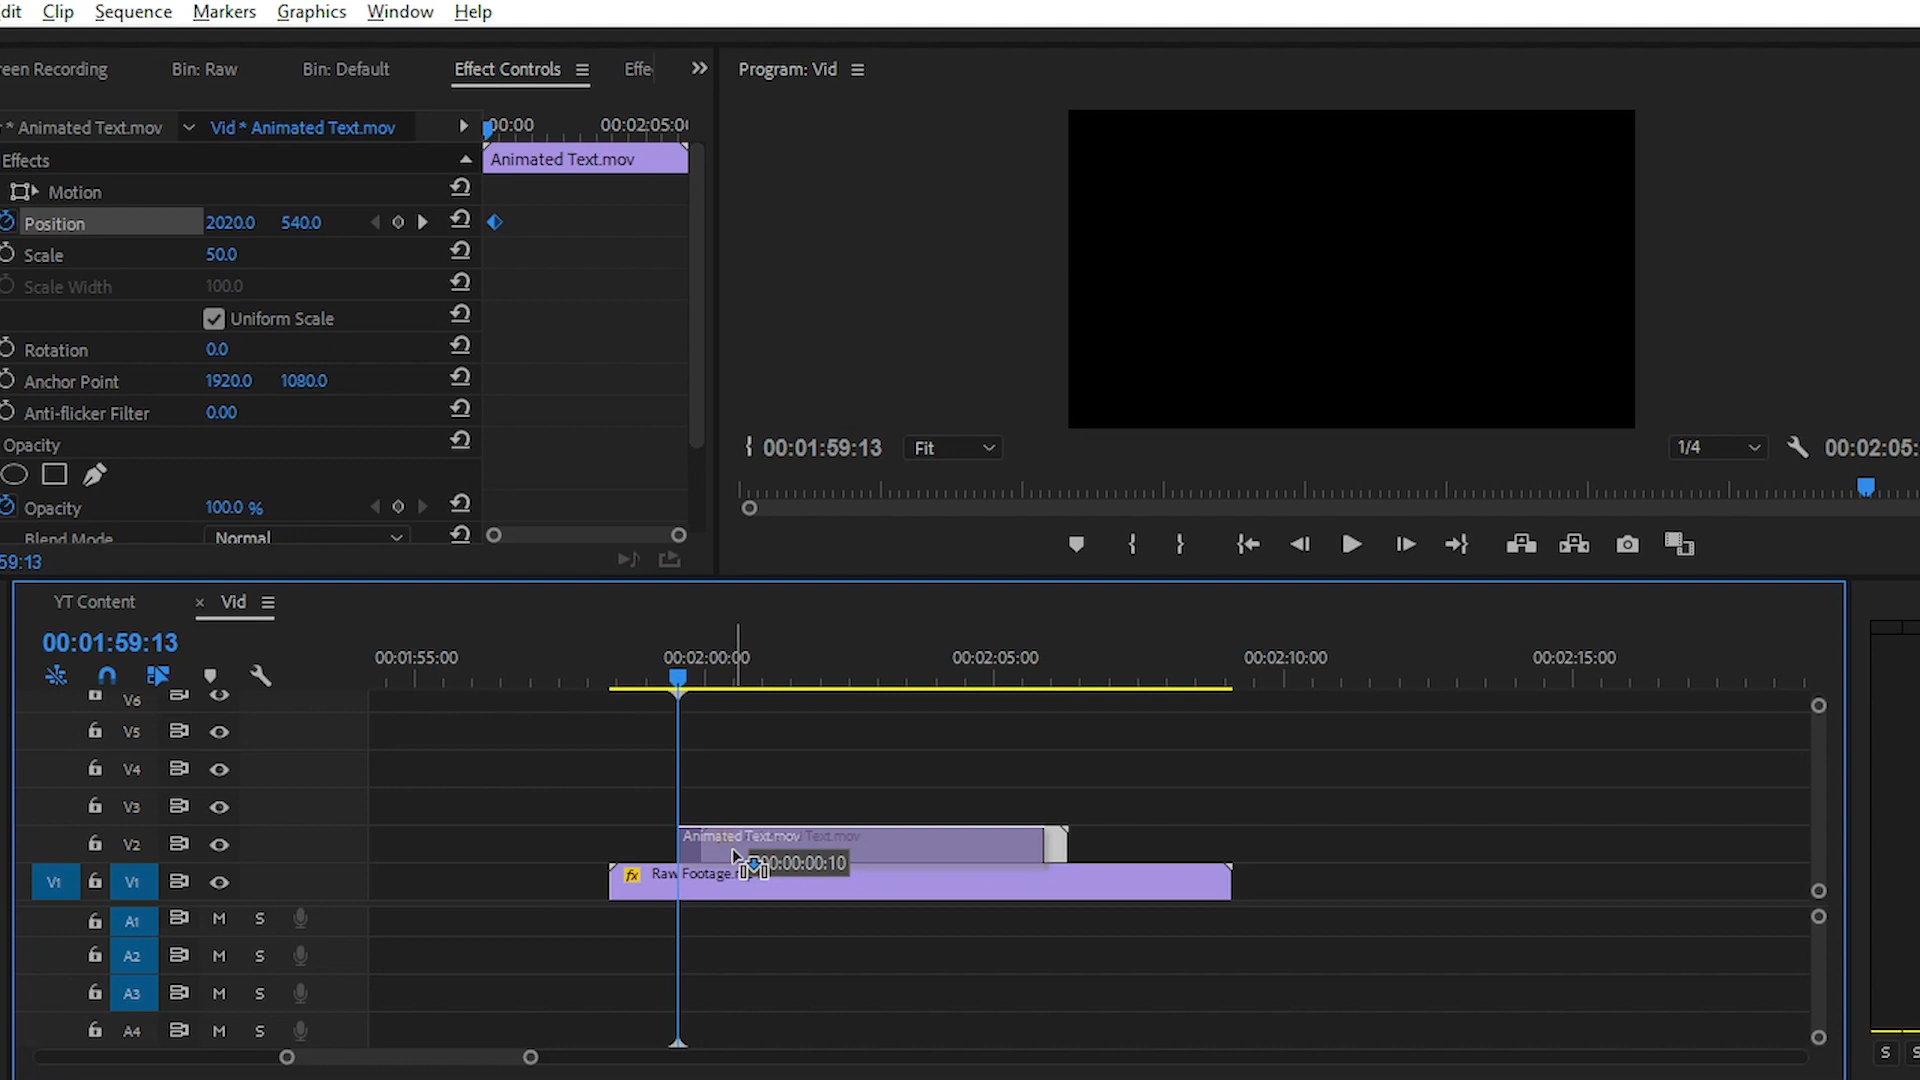 dit Clip Sequence Markers Graphics Window Help
reen Recording Bin: Raw Bin: Default Effect Controls Effe Program: Vid
* Animated Text.mov Vid * Animated Text.mov 00:00 00:02:05:0
Effects Animated Text.mov
Motion
Position 2020.0 540.0
Scale 50.0
Scale Width 100.0
Uniform Scale
Rotation 0.0
Anchor Point 1920.0 1080.0
Anti-flicker Filter 0.00
Opacity
00:01:59:13 Fit 1/4 00:02:05:
Opacity 100.0 %
Blend Mode Normal
59:13
YT Content × Vid
00:01:59:13
00:01:55:00 00:02:00:00 00:02:05:00 00:02:10:00 00:02:15:00
V6
V5
V4
V3
V2 Animated Text.mov Text.mov
00:00:00:10
V1 V1 fx Raw Footage.m
A1 M S
A2 M S
A3 M S
A4 M S
S S